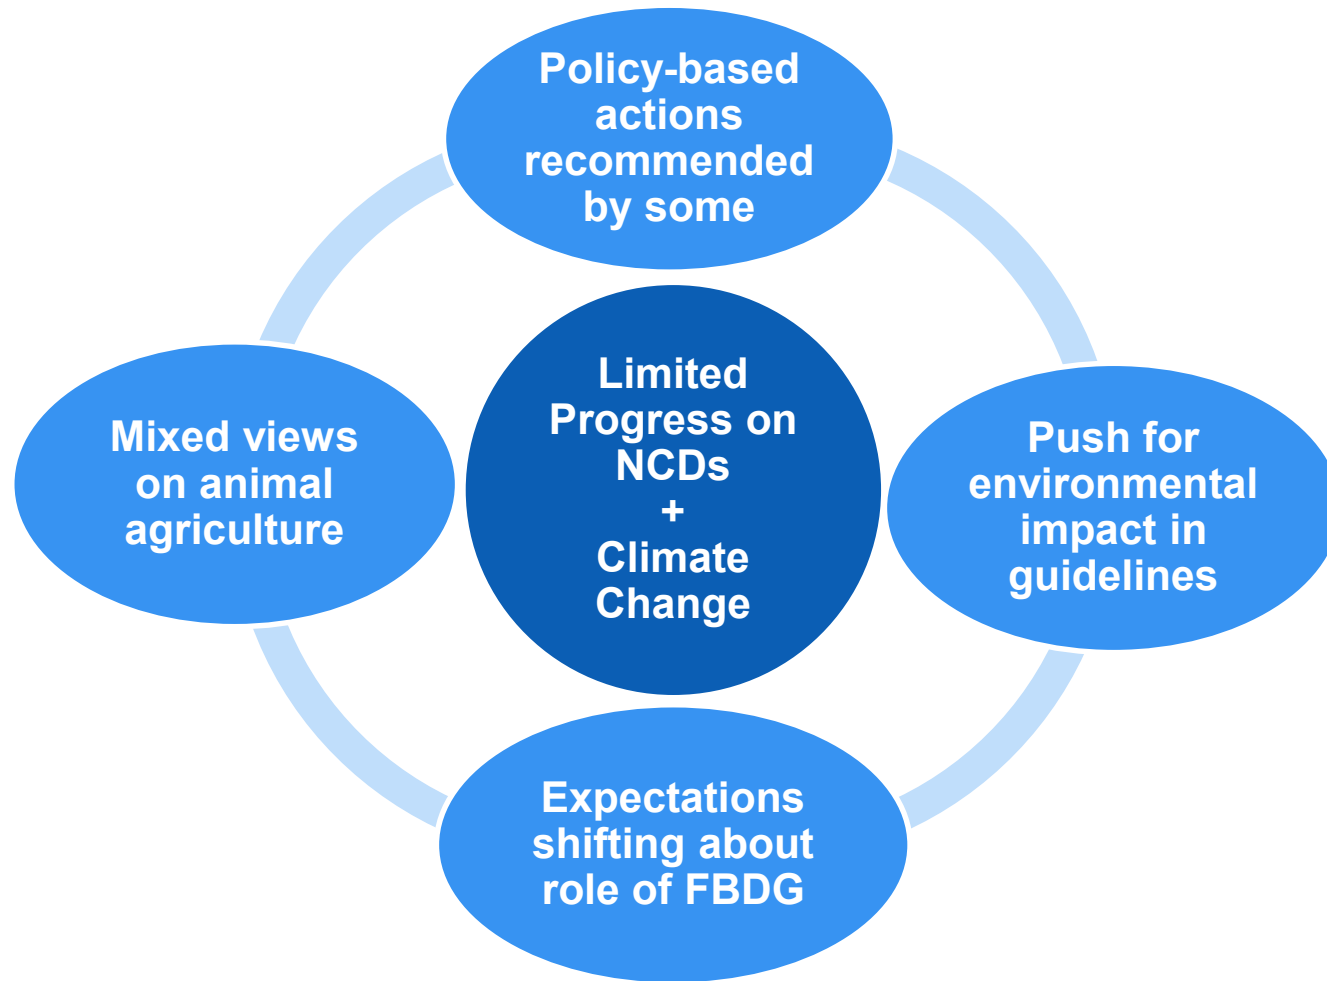 Policy-based
actions
recommended
by some
Mixed views
on animal
agriculture
Limited
Progress on
NCDs
+
Climate
Change
Push for
environmental
impact in
guidelines
Expectations
shifting about
role of FBDG